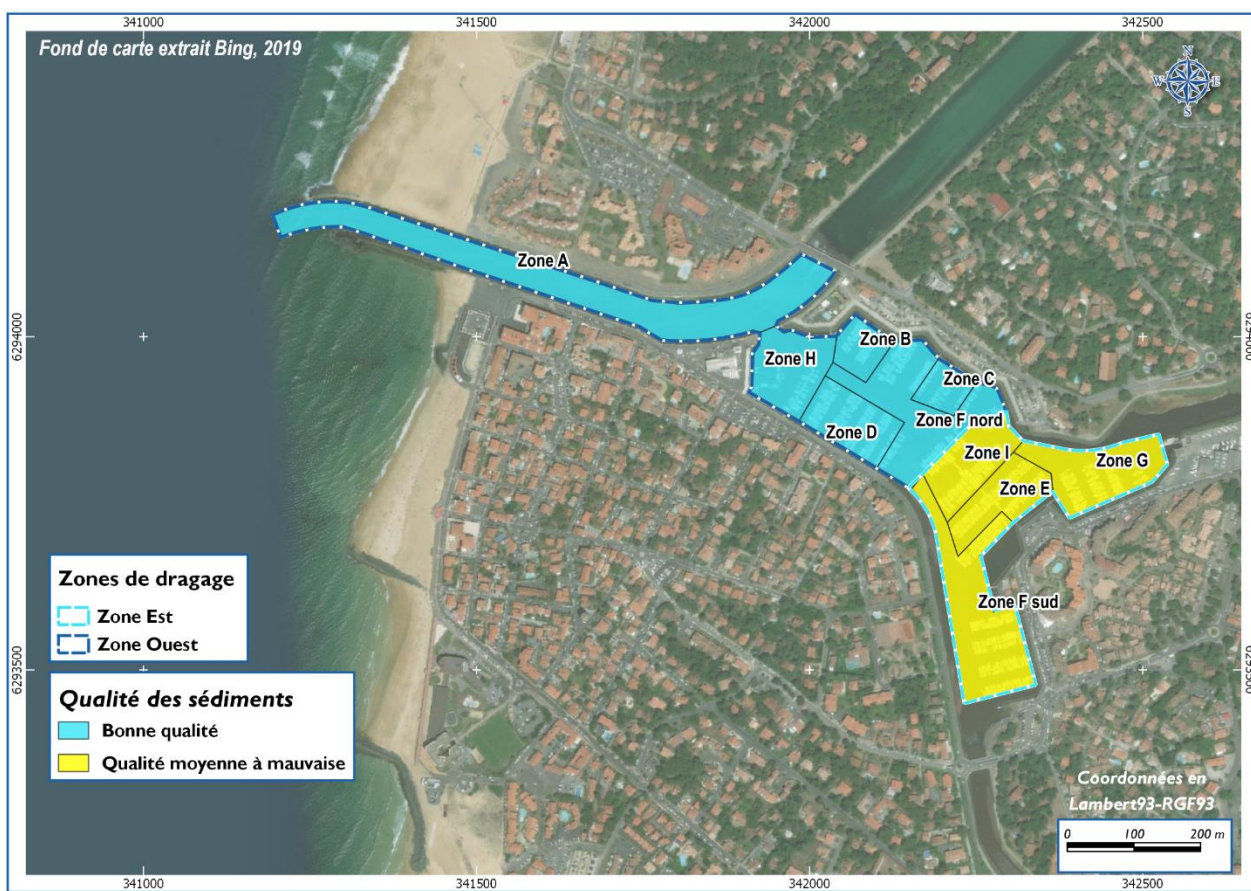 341000
341500
342000
342500
Fond de carte extrait Bing, 2019
N
W
E
S
Zone A
6294000
6294000
Zone B
Zone H
Zone C
Zone F nord
Zone D
Zone I
Zone G
Zone E
Zone F sud
6293500
6293500
Zones de dragage
Zone Est
Zone Ouest
Qualité des sédiments
Bonne qualité
Qualité moyenne à mauvaise
Coordonnées en
Lambert93-RGF93
0 100 200 m
341000
341500
342000
342500